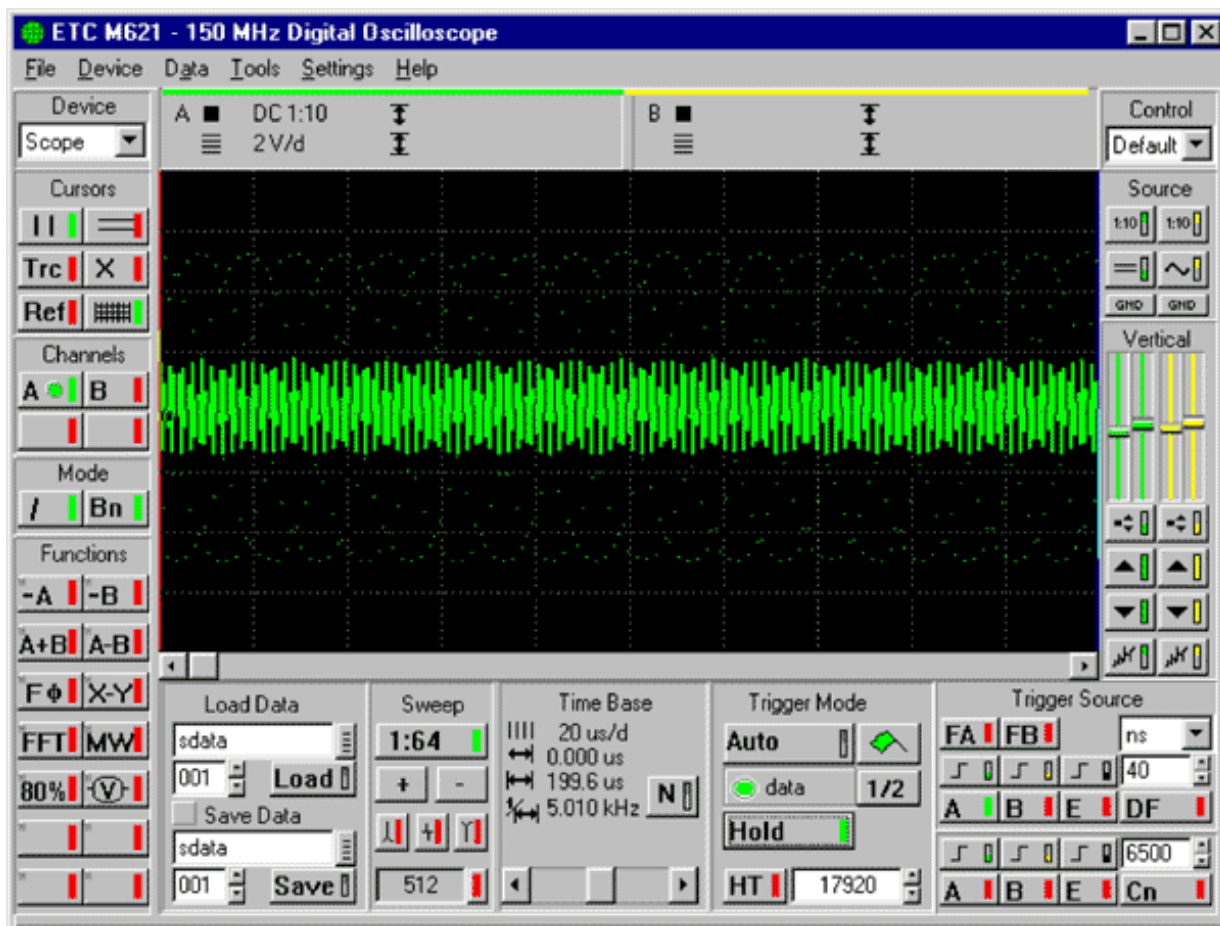 ETC M621 - 150 MHz Digital Oscilloscope
File Device Data Tools Settings Help
Device
Scope
A DC 1:10
2 V/d
B
Control
Default
Cursors
Trc X
Ref
Channels
A B
Mode
/ Bn
Functions
-A -B
A+B A-B
FΦ X-Y
FFT MW
80% V
Source
1:10 1:10
GND GND
Vertical
Load Data
sdata
001 Load
Save Data
sdata
001 Save
Sweep
1:64
+ -
512
Time Base
20 us/d
0.000 us
199.6 us
5.010 kHz
N
Trigger Mode
Auto
data 1/2
Hold
HT 17920
Trigger Source
FA FB ns
40
A B E DF
6500
A B E Cn